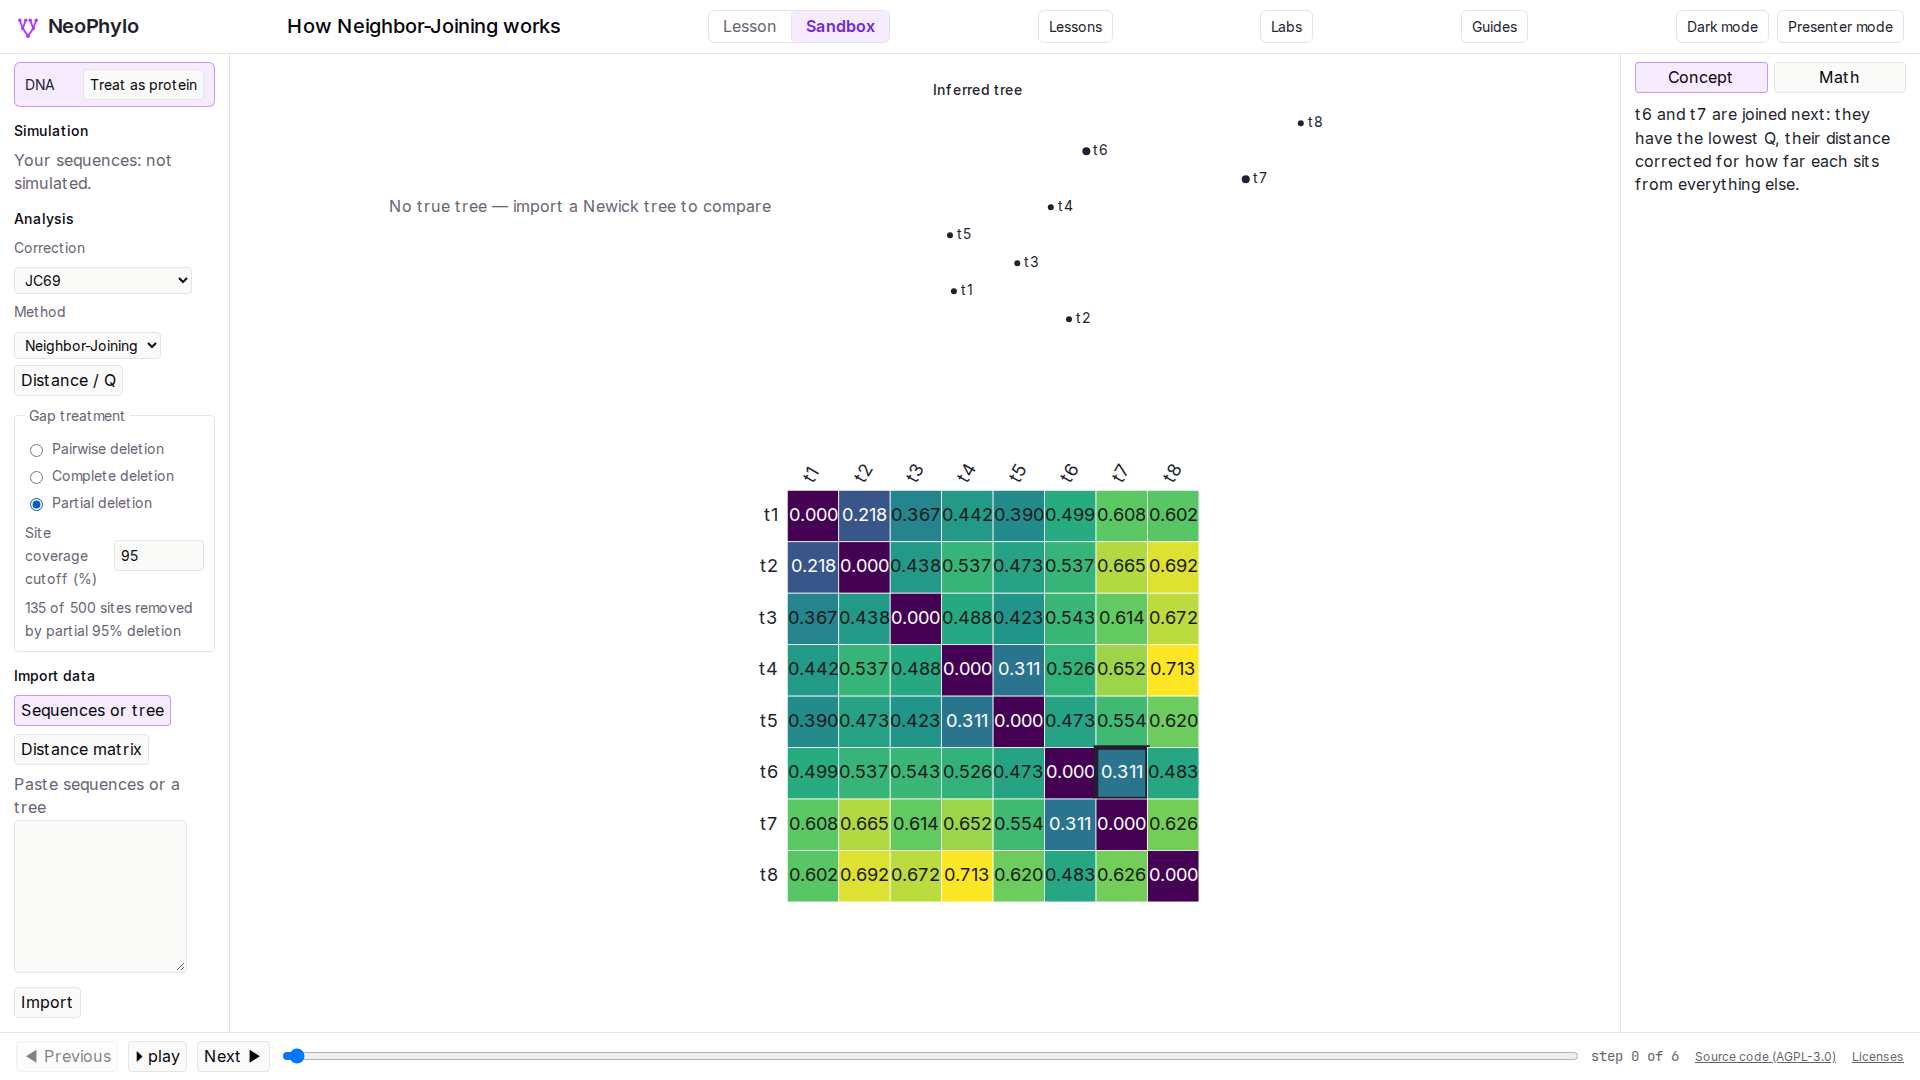 NeoPhylo
How Neighbor-Joining works
Lesson
Sandbox
Lessons
Labs
Guides
Dark mode
Presenter mode
DNA
Treat as protein
Simulation
Your sequences: not
simulated.
Analysis
Correction
JC69
Method
Neighbor-Joining
Distance / Q
Gap treatment
Pairwise deletion
Complete deletion
Partial deletion
Site
coverage
cutoff (%)
95
135 of 500 sites removed
by partial 95% deletion
Import data
Sequences or tree
Distance matrix
Paste sequences or a
tree
Import
Inferred tree
t8
t6
t7
No true tree — import a Newick tree to compare
t4
t5
t3
t1
t2
t1 t2 t3 t4 t5 t6 t7 t8
t1 0.000 0.218 0.367 0.442 0.390 0.499 0.608 0.602
t2 0.218 0.000 0.438 0.537 0.473 0.537 0.665 0.692
t3 0.367 0.438 0.000 0.488 0.423 0.543 0.614 0.672
t4 0.442 0.537 0.488 0.000 0.311 0.526 0.652 0.713
t5 0.390 0.473 0.423 0.311 0.000 0.473 0.554 0.620
t6 0.499 0.537 0.543 0.526 0.473 0.000 0.311 0.483
t7 0.608 0.665 0.614 0.652 0.554 0.311 0.000 0.626
t8 0.602 0.692 0.672 0.713 0.620 0.483 0.626 0.000
Concept
Math
t6 and t7 are joined next: they
have the lowest Q, their distance
corrected for how far each sits
from everything else.
Previous
play
Next
step 0 of 6
Source code (AGPL-3.0)
Licenses